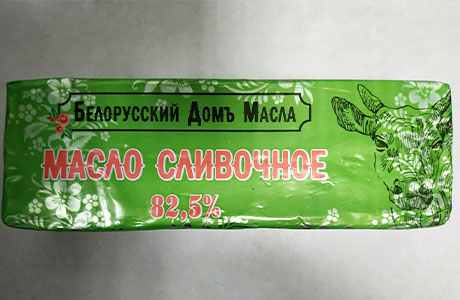 Белорусский Домъ Масла
МАСЛО СЛИВОЧНОЕ
82,5%